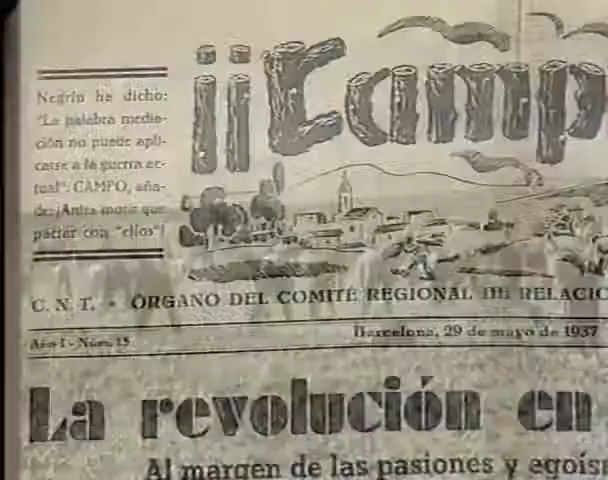 ¡¡Camp
Negrín ha dicho:
"La palabra media-
ción no puede apli-
carse a la guerra ac-
tual". CAMPO, aña-
de: ¡Antes morir que
pactar con "ellos"!
C. N. T. • ORGANO DEL COMITÉ REGIONAL DE RELACIO
Año I - Núm. 15
Barcelona, 29 de mayo de 1937
La revolución en
Al margen de las pasiones y egoísm